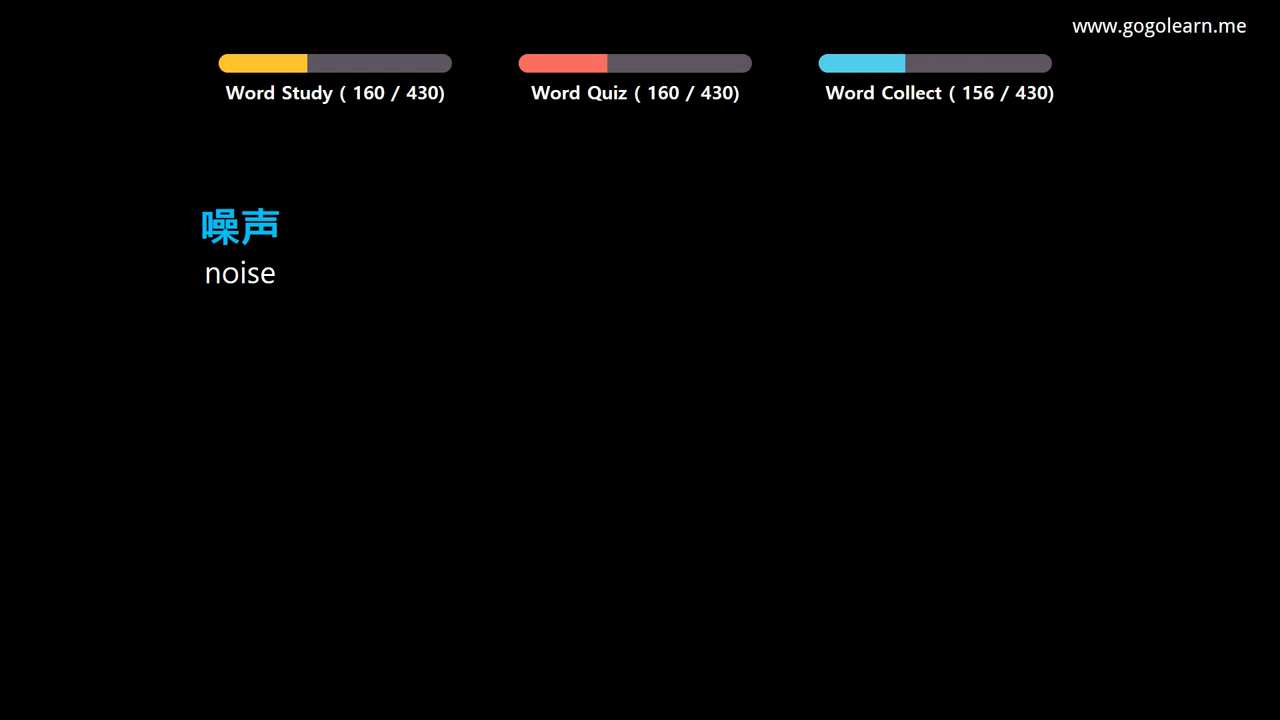 www.gogolearn.me
Word Study ( 160 / 430)
Word Quiz ( 160 / 430)
Word Collect ( 156 / 430)
噪声
noise